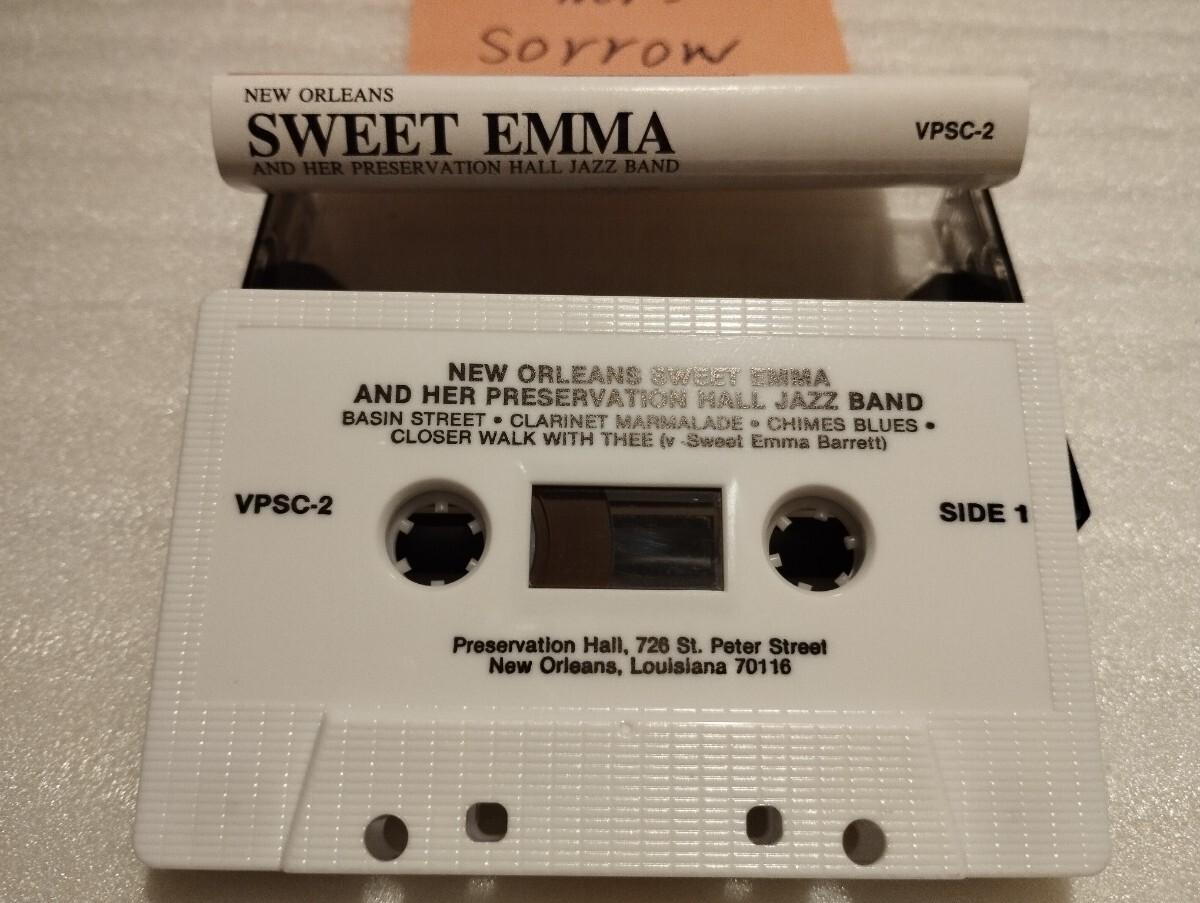 Sorrow
NEW ORLEANS
SWEET EMMA
AND HER PRESERVATION HALL JAZZ BAND
VPSC-2
NEW ORLEANS SWEET EMMA
AND HER PRESERVATION HALL JAZZ BAND
BASIN STREET • CLARINET MARMALADE • CHIMES BLUES •
CLOSER WALK WITH THEE (v -Sweet Emma Barrett)
VPSC-2
SIDE 1
Preservation Hall, 726 St. Peter Street
New Orleans, Louisiana 70116